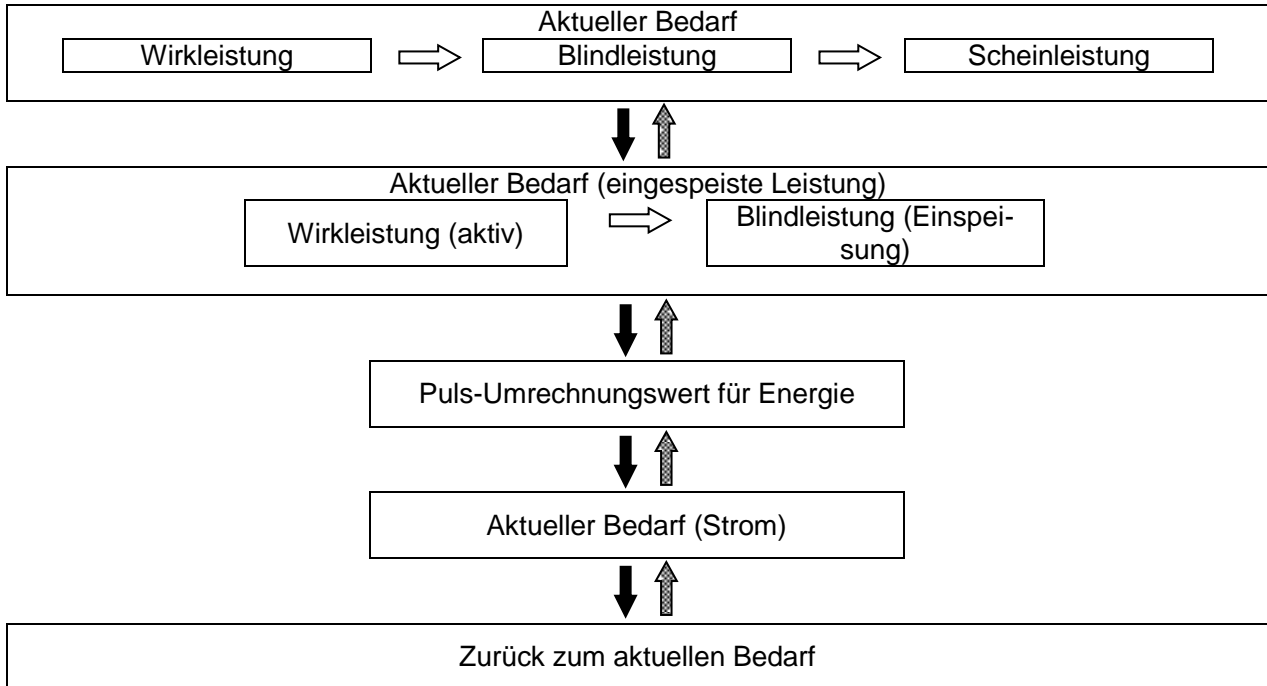 Aktueller Bedarf
Wirkleistung
Blindleistung
Scheinleistung
Aktueller Bedarf (eingespeiste Leistung)
Wirkleistung (aktiv)
Blindleistung (Einspei-
sung)
Puls-Umrechnungswert für Energie
Aktueller Bedarf (Strom)
Zurück zum aktuellen Bedarf